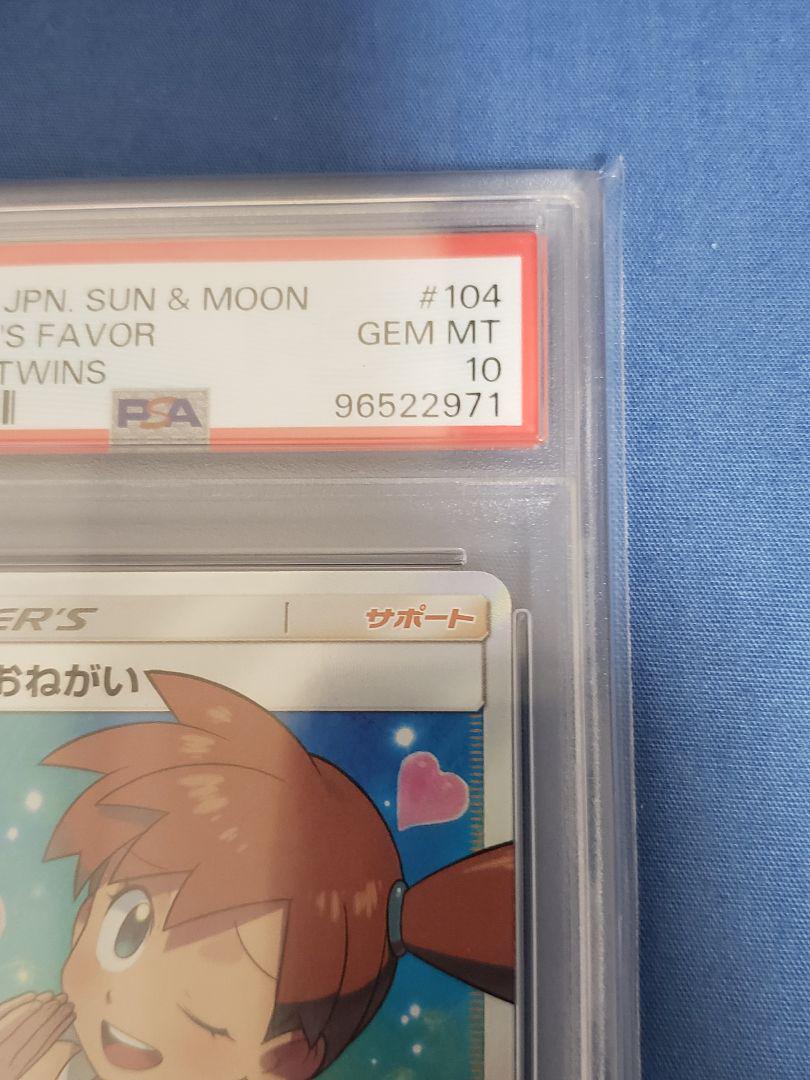 JPN. SUN & MOON #104
'S FAVOR GEM MT
TWINS 10
PSA 96522971
ER'S サポート
おねがい